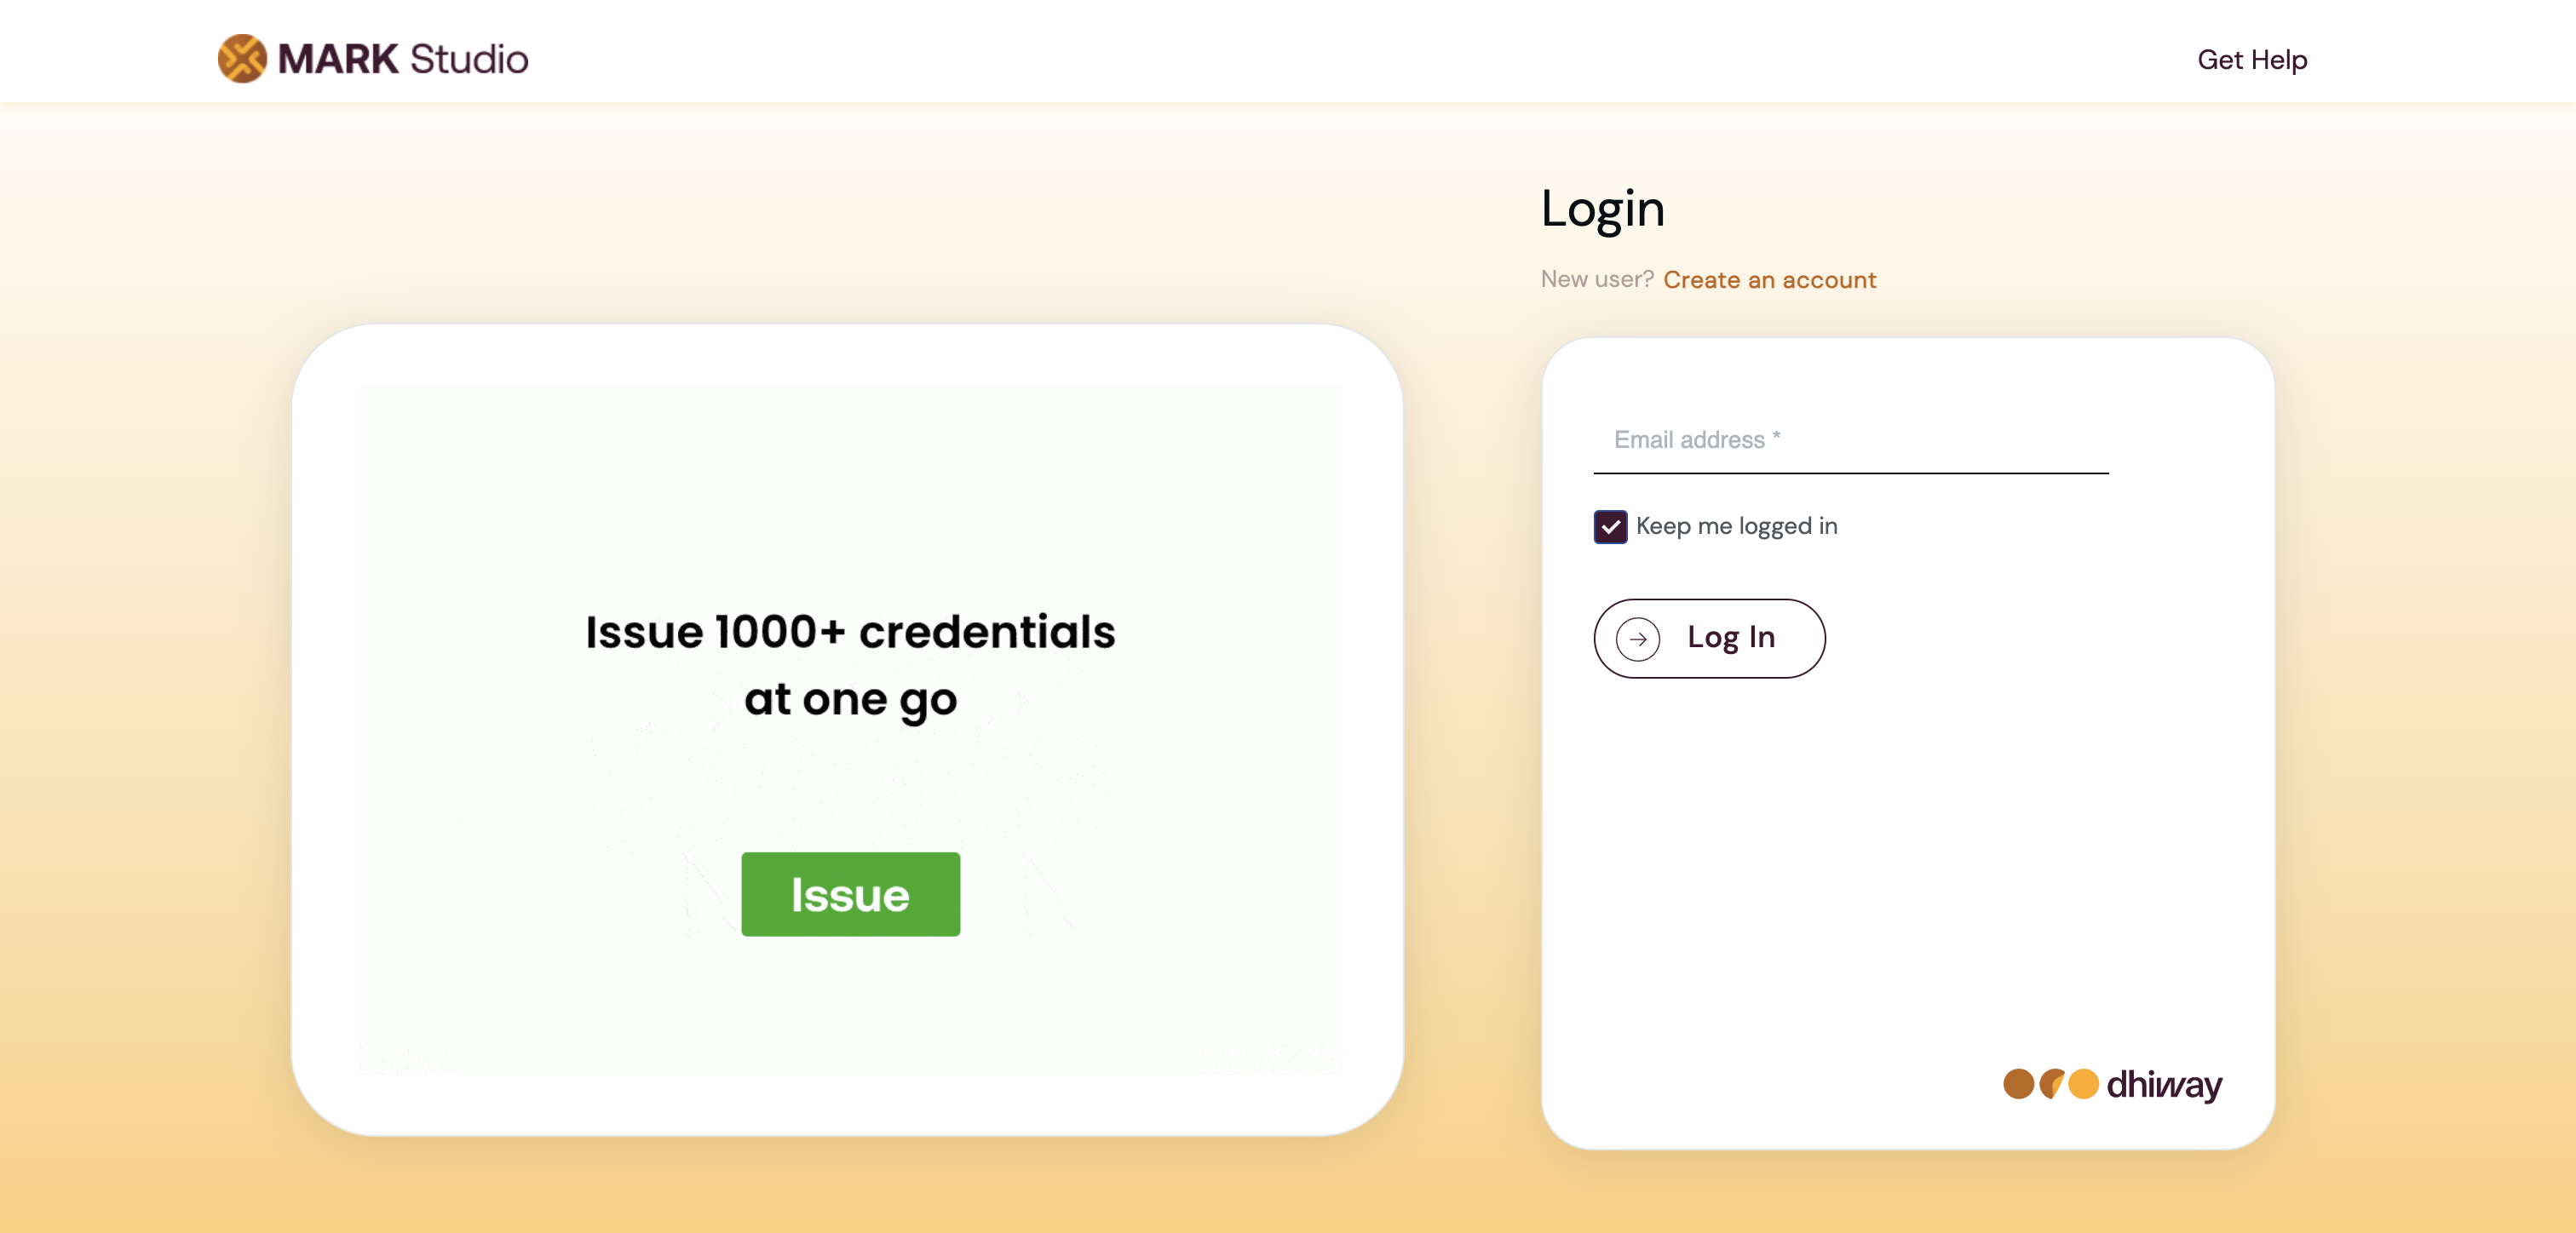 MARK Studio
Get Help
Login
New user? Create an account
Issue 1000+ credentials
at one go
Issue
Email address *
Keep me logged in
Log In
dhiway